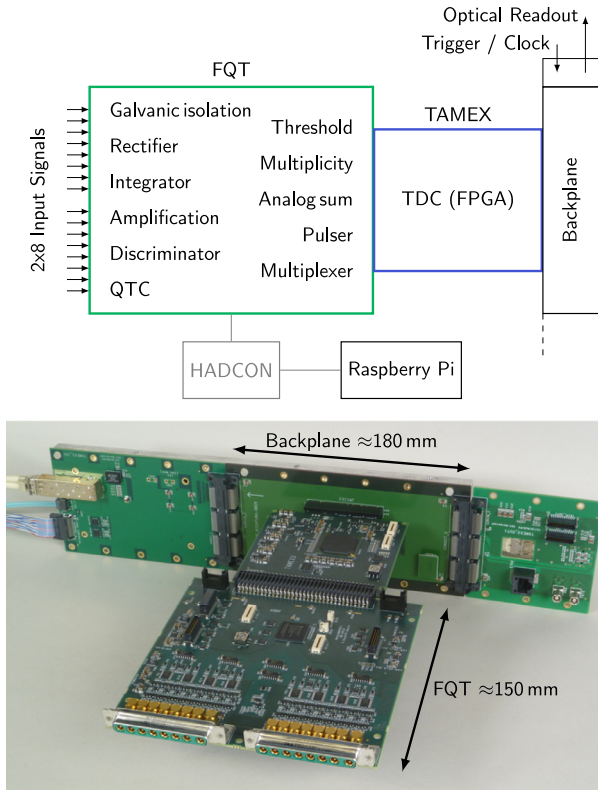 Optical Readout
Trigger / Clock
FQT
Galvanic isolation
Rectifier
Integrator
Amplification
Discriminator
QTC
Threshold
Multiplicity
Analog sum
Pulser
Multiplexer
2x8 Input Signals
TAMEX
TDC (FPGA)
Backplane
HADCON
Raspberry Pi
Backplane ≈180 mm
FQT ≈150 mm